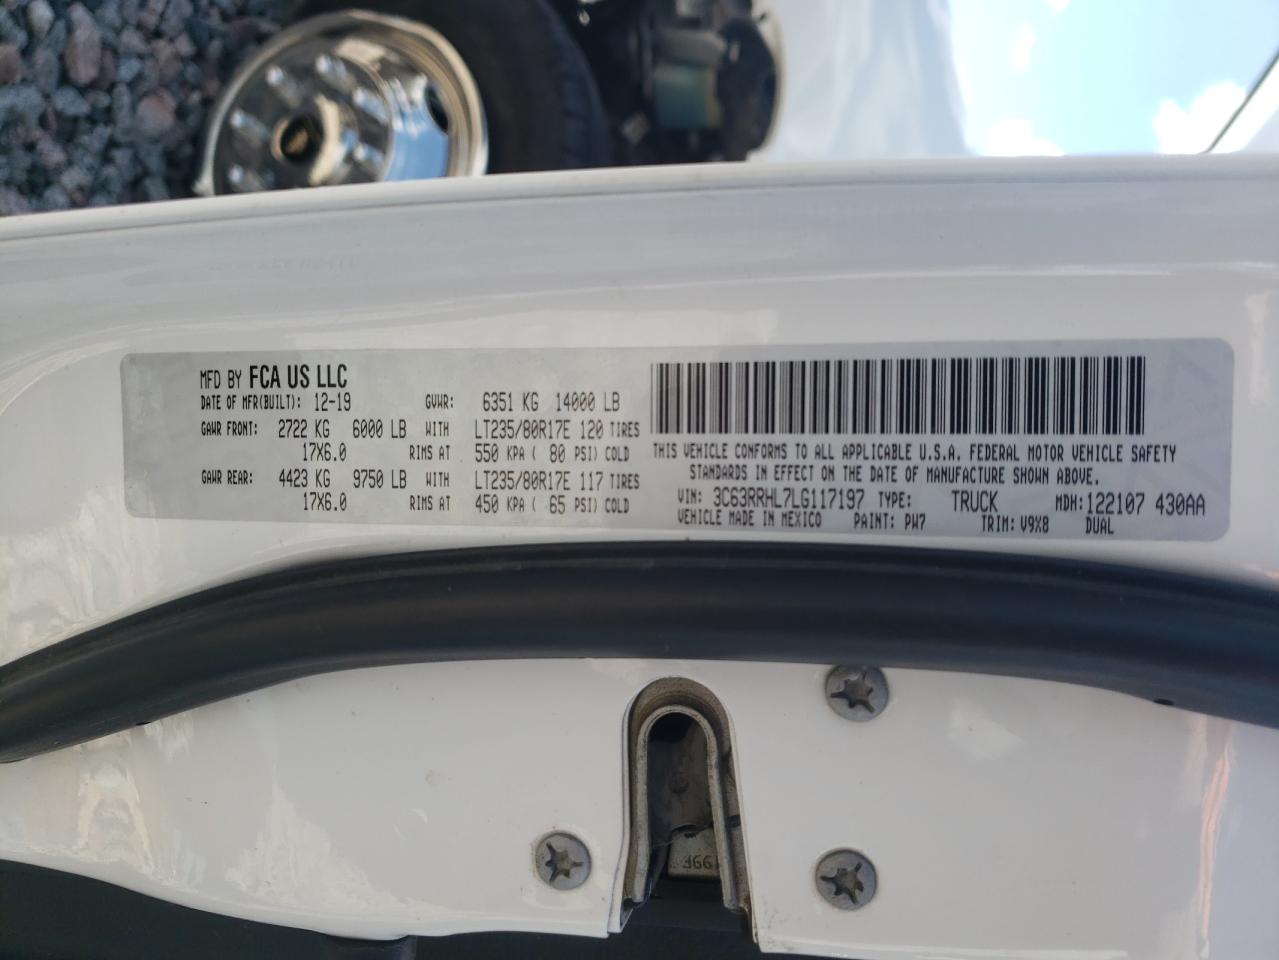 MFD BY FCA US LLC
DATE OF MFR(BUILT): 12-19 GVWR: 6351 KG 14000 LB
GAWR FRONT: 2722 KG 6000 LB WITH LT235/80R17E 120 TIRES
17X6.0 RIMS AT 550 KPA ( 80 PSI) COLD
GAWR REAR: 4423 KG 9750 LB WITH LT235/80R17E 117 TIRES
17X6.0 RIMS AT 450 KPA ( 65 PSI) COLD
THIS VEHICLE CONFORMS TO ALL APPLICABLE U.S.A. FEDERAL MOTOR VEHICLE SAFETY
STANDARDS IN EFFECT ON THE DATE OF MANUFACTURE SHOWN ABOVE.
VIN: 3C63RRHL7LG117197 TYPE: TRUCK MDH:122107 430AA
VEHICLE MADE IN MEXICO PAINT: PW7 TRIM: V9X8 DUAL